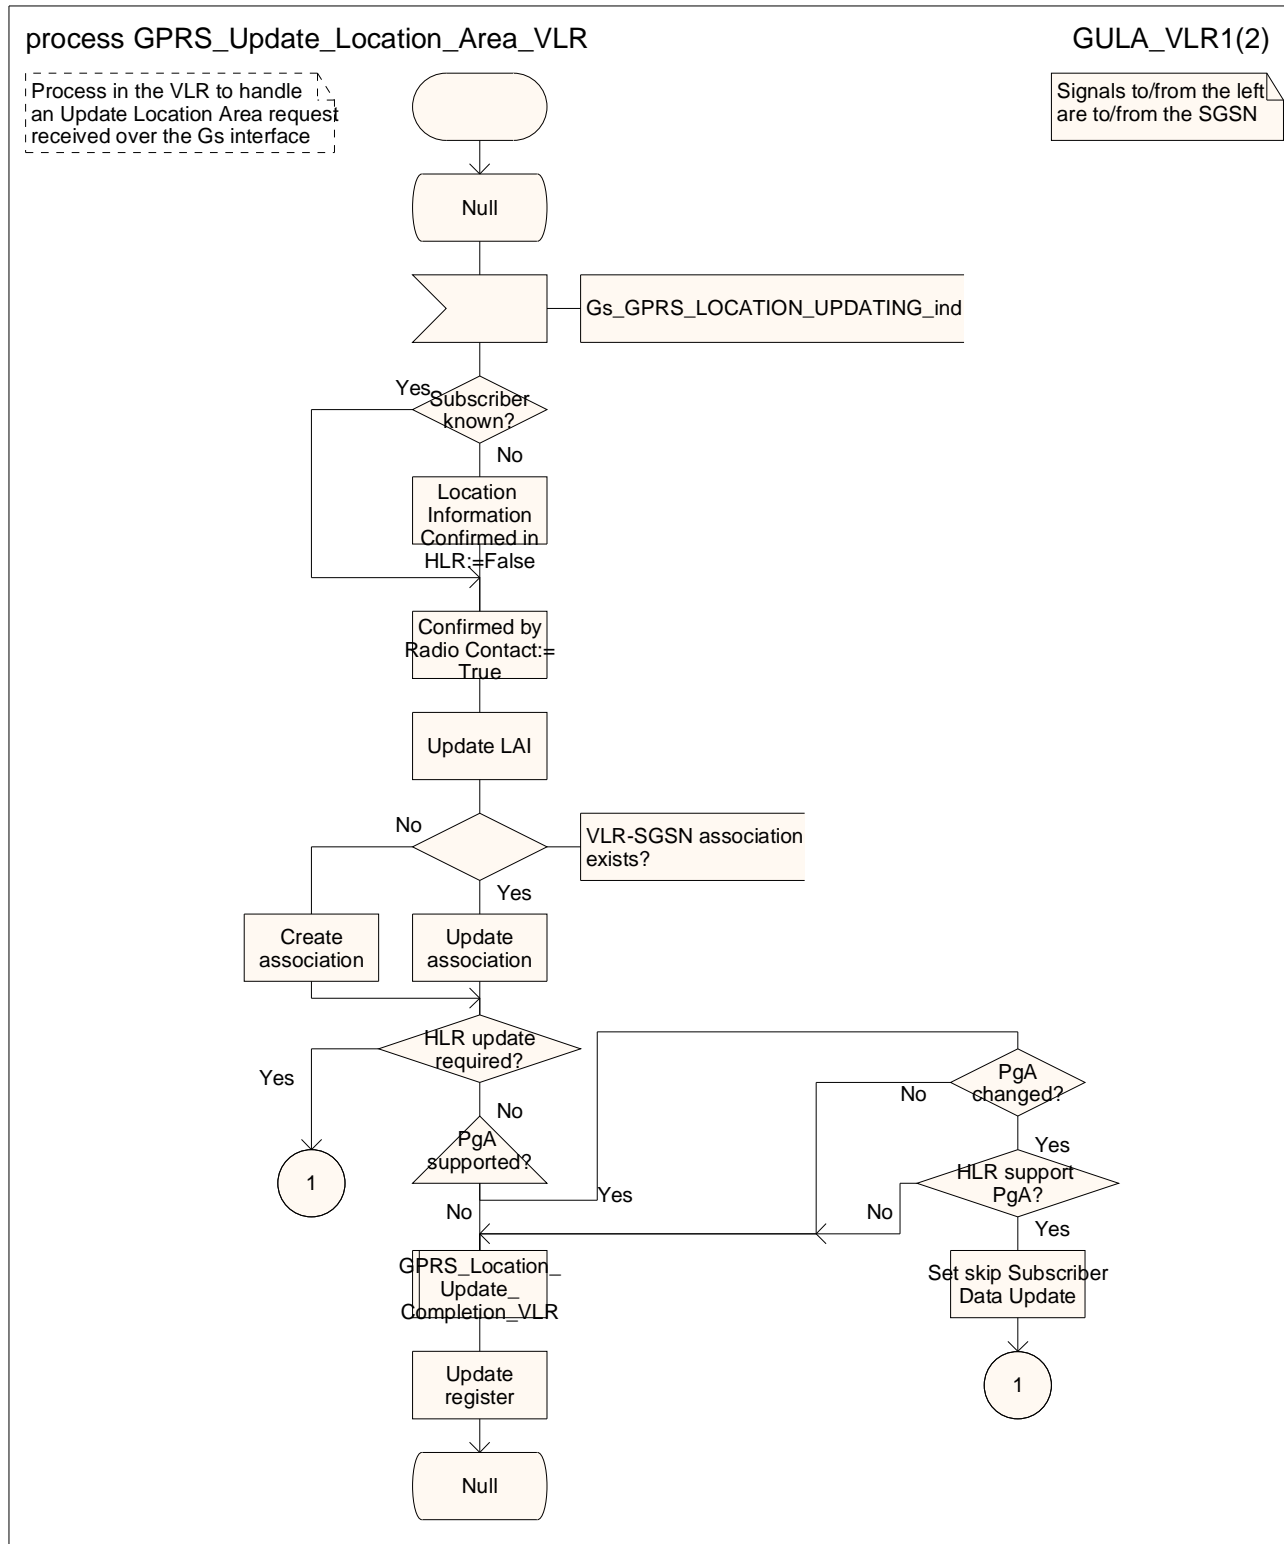 process GPRS_Update_Location_Area_VLR
GULA_VLR1(2)
Process in the VLR to handle
an Update Location Area request
received over the Gs interface
Signals to/from the left
are to/from the SGSN
Null
Gs_GPRS_LOCATION_UPDATING_ind
Yes
Subscriber
known?
No
Location
Information
Confirmed in
HLR:=False
Confirmed by
Radio Contact:=
True
Update LAI
No
VLR-SGSN association
exists?
Yes
Create
association
Update
association
HLR update
required?
Yes
No
PgA
changed?
No
Yes
PgA
supported?
1
HLR support
PgA?
Yes
No
No
Yes
GPRS_Location_
Update_
Completion_VLR
Set skip Subscriber
Data Update
Update
register
1
Null